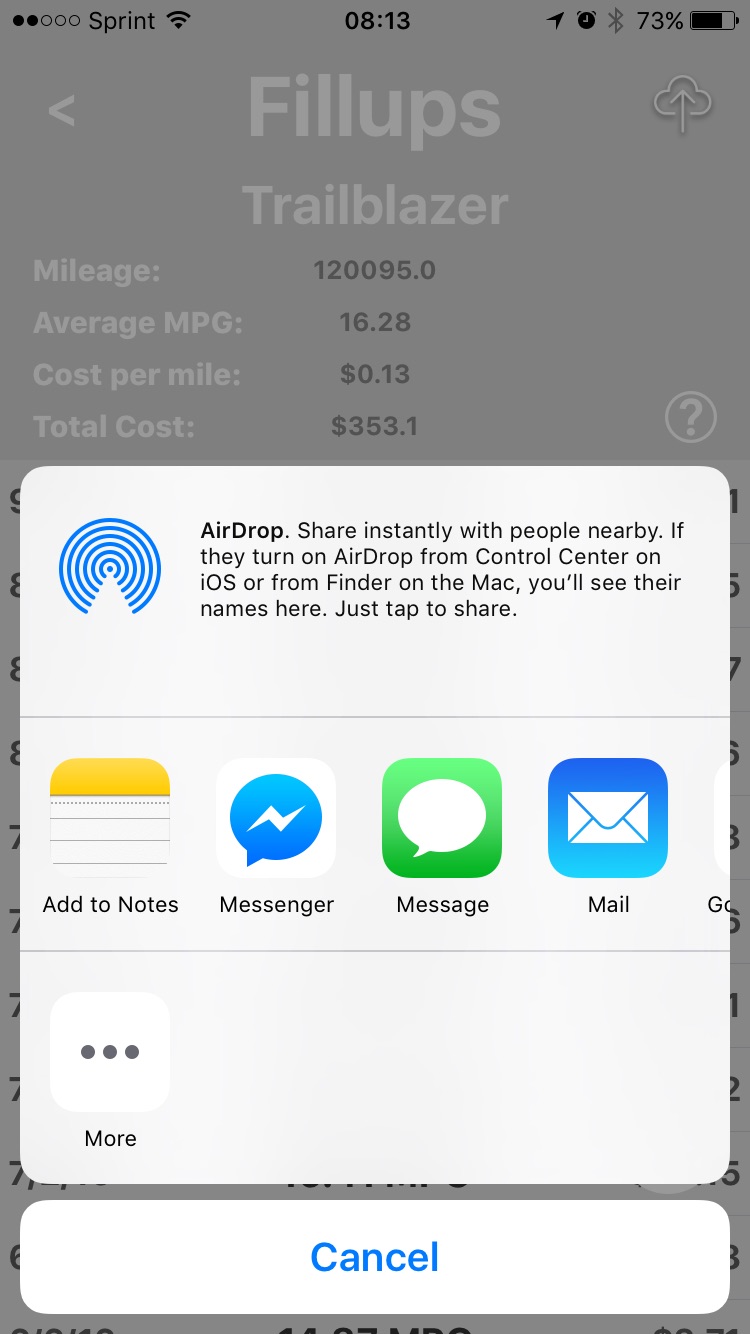 Sprint 08:13 73%
< Fillups
Trailblazer
Mileage: 120095.0
Average MPG: 16.28
Cost per mile: $0.13
Total Cost: $353.1
?
AirDrop. Share instantly with people nearby. If
they turn on AirDrop from Control Center on
iOS or from Finder on the Mac, you’ll see their
names here. Just tap to share.
Add to Notes Messenger Message Mail
More
Cancel